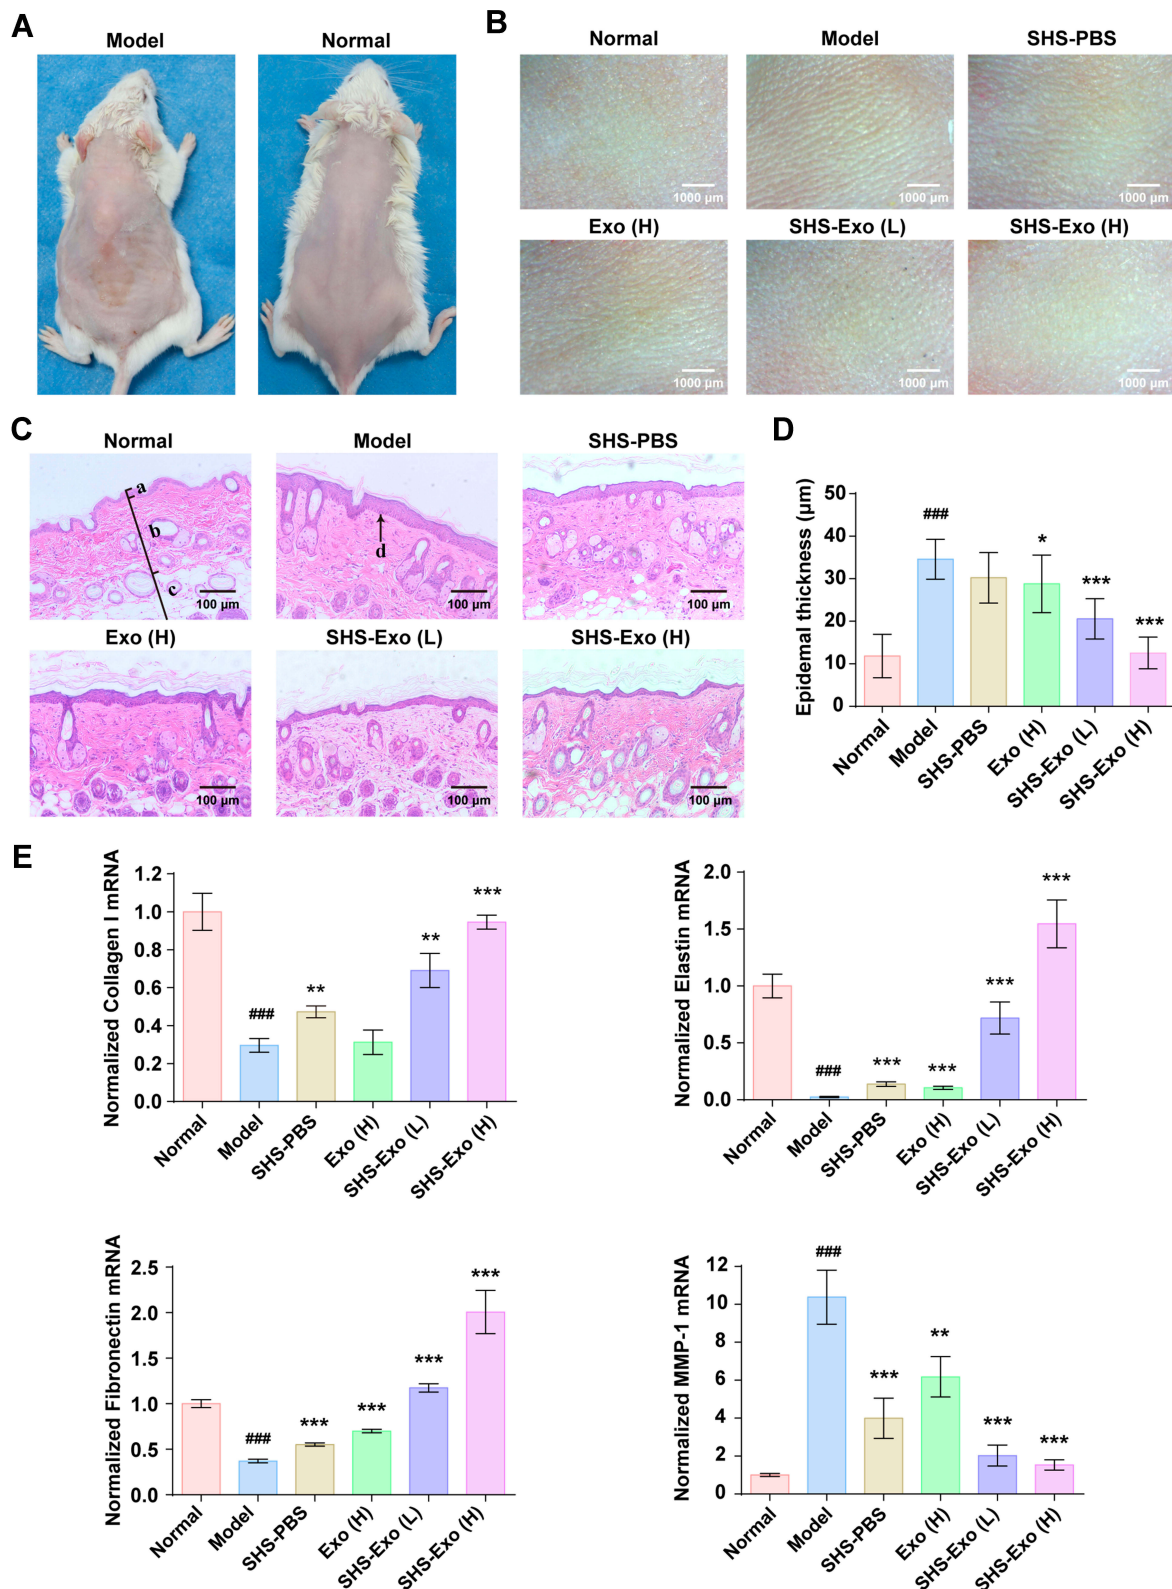 A
Model
Normal
B
Normal
Model
SHS-PBS
1000 μm
1000 μm
1000 μm
Exo (H)
SHS-Exo (L)
SHS-Exo (H)
1000 μm
1000 μm
1000 μm
C
Normal
Model
SHS-PBS
a
b
c
100 μm
d
100 μm
100 μm
Exo (H)
SHS-Exo (L)
SHS-Exo (H)
100 μm
100 μm
100 μm
D
Epidemal thickness (μm)
50
40
30
20
10
0
###
*
***
***
Normal
Model
SHS-PBS
Exo (H)
SHS-Exo (L)
SHS-Exo (H)
E
Normalized Collagen I mRNA
1.2
1.0
0.8
0.6
0.4
0.2
0.0
###
**
**
***
Normal
Model
SHS-PBS
Exo (H)
SHS-Exo (L)
SHS-Exo (H)
Normalized Elastin mRNA
2.0
1.5
1.0
0.5
0.0
###
***
***
***
***
Normal
Model
SHS-PBS
Exo (H)
SHS-Exo (L)
SHS-Exo (H)
Normalized Fibronectin mRNA
2.5
2.0
1.5
1.0
0.5
0.0
###
***
***
***
***
Normal
Model
SHS-PBS
Exo (H)
SHS-Exo (L)
SHS-Exo (H)
Normalized MMP-1 mRNA
12
10
8
6
4
2
0
###
***
**
***
***
Normal
Model
SHS-PBS
Exo (H)
SHS-Exo (L)
SHS-Exo (H)